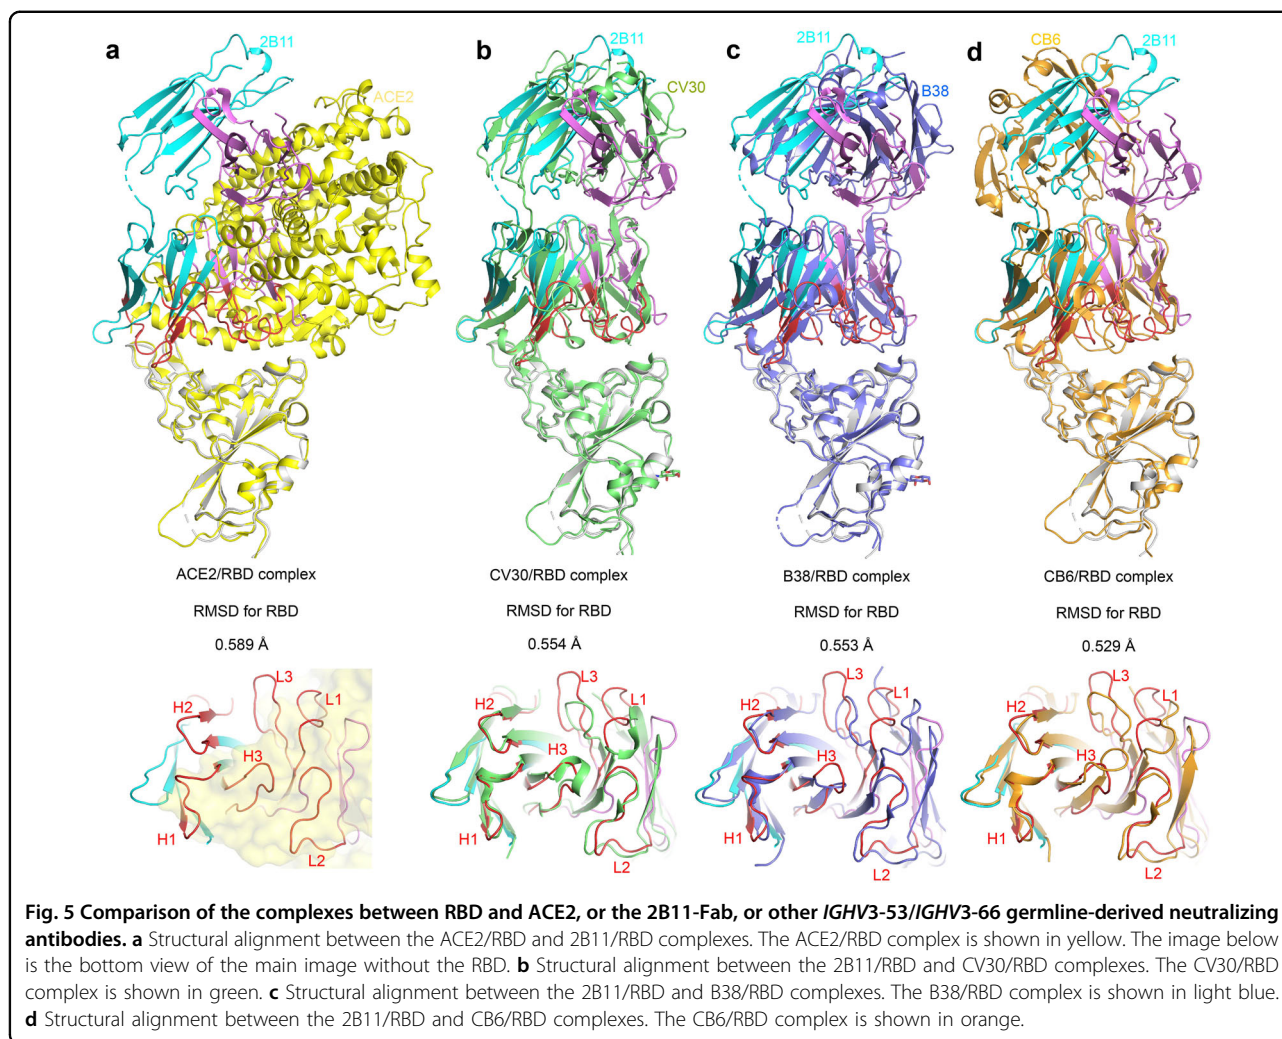 a
2B11
ACE2
b
2B11
CV30
c
2B11
B38
d
CB6
2B11
ACE2/RBD complex
RMSD for RBD
0.589 Å
CV30/RBD complex
RMSD for RBD
0.554 Å
B38/RBD complex
RMSD for RBD
0.553 Å
CB6/RBD complex
RMSD for RBD
0.529 Å
L3
H2
L1
H3
H1
L2
L3
H2
L1
H3
H1
L2
L3
H2
L1
H3
H1
L2
L3
H2
L1
H3
H1
L2
Fig. 5 Comparison of the complexes between RBD and ACE2, or the 2B11-Fab, or other IGHV3-53/IGHV3-66 germline-derived neutralizing
antibodies. a Structural alignment between the ACE2/RBD and 2B11/RBD complexes. The ACE2/RBD complex is shown in yellow. The image below
is the bottom view of the main image without the RBD. b Structural alignment between the 2B11/RBD and CV30/RBD complexes. The CV30/RBD
complex is shown in green. c Structural alignment between the 2B11/RBD and B38/RBD complexes. The B38/RBD complex is shown in light blue.
d Structural alignment between the 2B11/RBD and CB6/RBD complexes. The CB6/RBD complex is shown in orange.